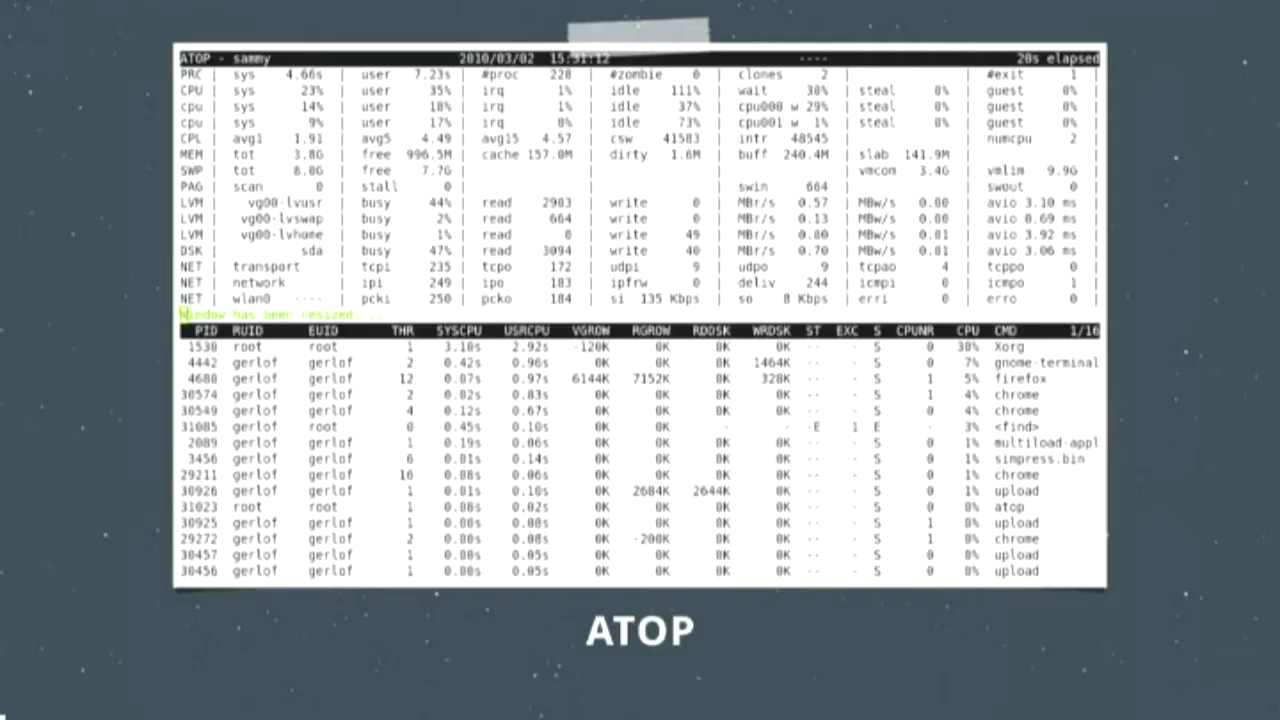 ATOP - sammy 2010/03/02 15:31:12 ---- 20s elapsed
PRC | sys 4.66s | user 7.23s | #proc 228 | #zombie 0 | clones 2 | | #exit 1 |
CPU | sys 23% | user 35% | irq 1% | idle 111% | wait 30% | steal 0% | guest 0% |
cpu | sys 14% | user 18% | irq 1% | idle 37% | cpu000 w 29% | steal 0% | guest 0% |
cpu | sys 9% | user 17% | irq 0% | idle 73% | cpu001 w 1% | steal 0% | guest 0% |
CPL | avg1 1.91 | avg5 4.49 | avg15 4.57 | csw 41583 | intr 48545 | | numcpu 2 |
MEM | tot 3.8G | free 996.5M | cache 157.0M | dirty 1.6M | buff 240.4M | slab 141.9M | |
SWP | tot 8.0G | free 7.7G | | | | vmcom 3.4G | vmlim 9.9G |
PAG | scan 0 | stall 0 | | | swin 664 | | swout 0 |
LVM | vg00-lvusr | busy 44% | read 2903 | write 0 | MBr/s 0.57 | MBw/s 0.00 | avio 3.10 ms |
LVM | vg00-lvswap | busy 2% | read 664 | write 0 | MBr/s 0.13 | MBw/s 0.00 | avio 0.69 ms |
LVM | vg00-lvhome | busy 1% | read 0 | write 49 | MBr/s 0.00 | MBw/s 0.01 | avio 3.92 ms |
DSK | sda | busy 47% | read 3094 | write 40 | MBr/s 0.70 | MBw/s 0.01 | avio 3.06 ms |
NET | transport | tcpi 235 | tcpo 172 | udpi 9 | udpo 9 | tcpao 4 | tcppo 0 |
NET | network | ipi 249 | ipo 183 | ipfrw 0 | deliv 244 | icmpi 0 | icmpo 1 |
NET | wlan0 ---- | pcki 250 | pcko 184 | si 135 Kbps | so 8 Kbps | erri 0 | erro 0 |
Window has been resized...
PID RUID EUID THR SYSCPU USRCPU VGROW RGROW RDDSK WRDSK ST EXC S CPUNR CPU CMD 1/16
1530 root root 1 3.10s 2.92s -120K 0K 0K 0K -- - S 0 30% Xorg
4442 gerlof gerlof 2 0.42s 0.96s 0K 0K 0K 1464K -- - S 0 7% gnome-terminal
4688 gerlof gerlof 12 0.07s 0.97s 6144K 7152K 0K 328K -- - S 1 5% firefox
30574 gerlof gerlof 2 0.02s 0.83s 0K 0K 0K 0K -- - S 1 4% chrome
30549 gerlof gerlof 4 0.12s 0.67s 0K 0K 0K 0K -- - S 0 4% chrome
31085 gerlof root 0 0.45s 0.10s 0K 0K - - -E 1 E - 3% <find>
2089 gerlof gerlof 1 0.19s 0.06s 0K 0K 0K 0K -- - S 0 1% multiload-appl
3456 gerlof gerlof 6 0.01s 0.14s 0K 0K 0K 0K -- - S 0 1% simpress.bin
29211 gerlof gerlof 16 0.08s 0.06s 0K 0K 0K 0K -- - S 0 1% chrome
30926 gerlof gerlof 1 0.01s 0.10s 0K 2684K 2644K 0K -- - S 0 1% upload
31023 root root 1 0.08s 0.02s 0K 0K 0K 0K -- - S 0 0% atop
30925 gerlof gerlof 1 0.00s 0.08s 0K 0K 0K 0K -- - S 1 0% upload
29272 gerlof gerlof 2 0.00s 0.08s 0K -200K 0K 0K -- - S 1 0% chrome
30457 gerlof gerlof 1 0.00s 0.05s 0K 0K 0K 0K -- - S 0 0% upload
30456 gerlof gerlof 1 0.00s 0.05s 0K 0K 0K 0K -- - S 0 0% upload
ATOP